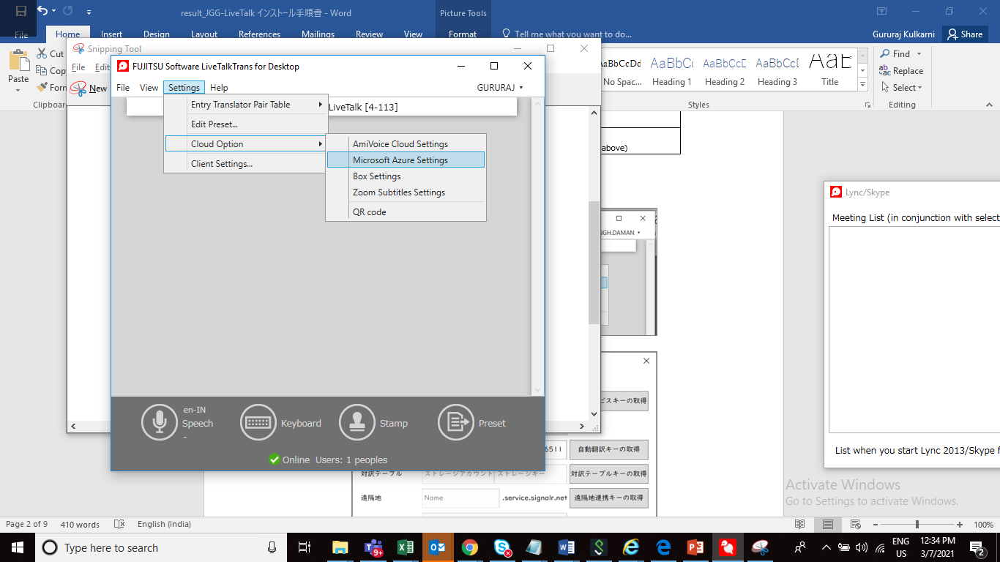 result_JGG-LiveTalk インストール手順書 - Word
Picture Tools
File
Home
Insert
Design
Layout
References
Mailings
Review
View
Format
Tell me what you want to do...
Gururaj Kulkarni
Share
Paste
Cut
Clipboard
No Spac...
AaBbCc
Heading 1
AaBbCcD
Heading 2
AaBbCcD
Heading 3
Title
Styles
Find
Replace
Select
Editing
Snipping Tool
File
Edit
New
FUJITSU Software LiveTalkTrans for Desktop
File
View
Settings
Help
GURURAJ
LiveTalk [4-113]
Entry Translator Pair Table
Edit Preset...
Cloud Option
Client Settings...
AmiVoice Cloud Settings
Microsoft Azure Settings
Box Settings
Zoom Subtitles Settings
QR code
above)
NGH.DAMAN
Lync/Skype
Meeting List (in conjunction with select
List when you start Lync 2013/Skype f
en-IN
Speech
-
Keyboard
Stamp
Preset
Online Users: 1 peoples
ビスキーの取得
6511
自動翻訳キーの取得
対訳テーブル
ストレージアカウント
ストレージキー
対訳テーブルキーの取得
遠隔地
Name
.service.signalr.net
遠隔地連携キーの取得
Activate Windows
Go to Settings to activate Windows.
Page 2 of 9
410 words
English (India)
100%
Type here to search
9+
ENG
US
12:34 PM
3/7/2021
2